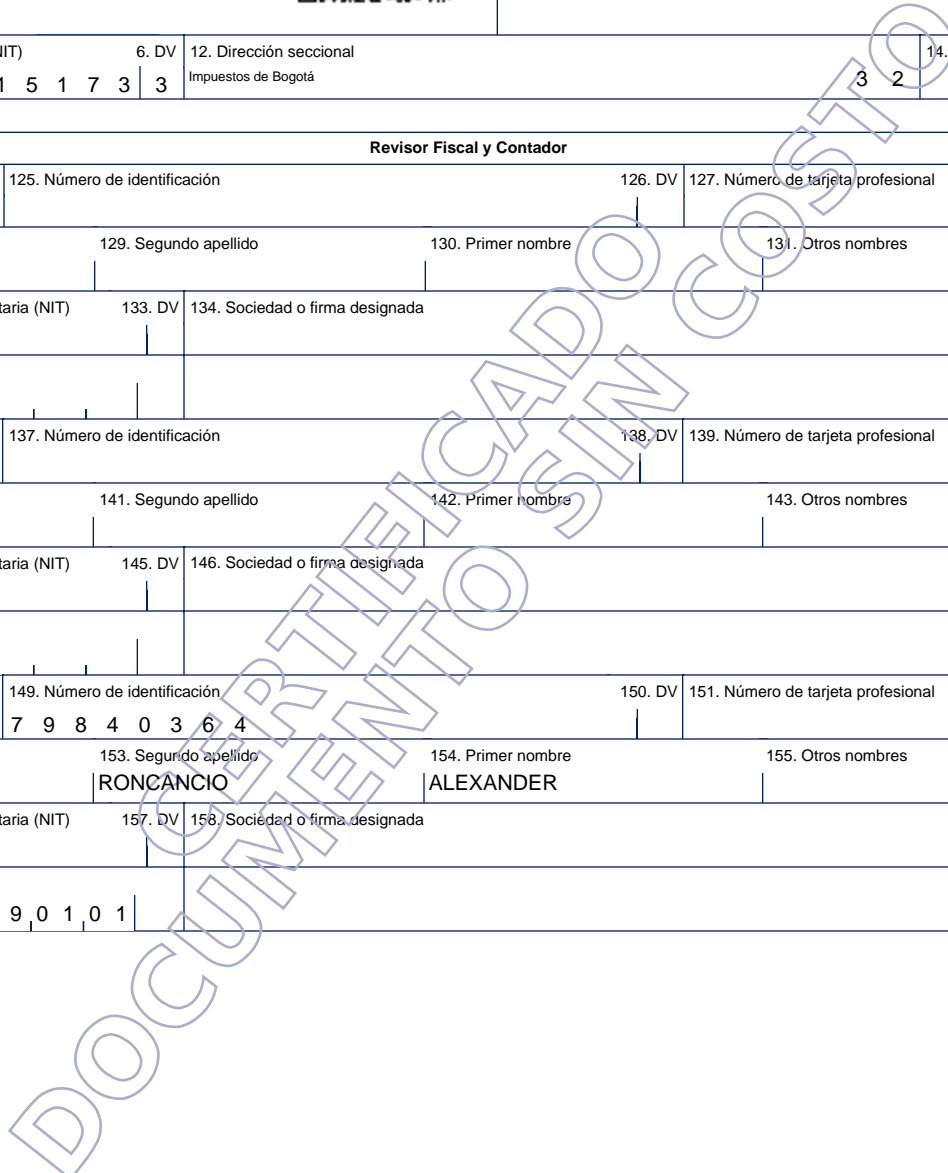 NIT) 6. DV 12. Dirección seccional 14.
1 5 1 7 3 3 Impuestos de Bogotá 3 2
Revisor Fiscal y Contador
125. Número de identificación 126. DV 127. Número de tarjeta profesional
129. Segundo apellido 130. Primer nombre 131. Otros nombres
taria (NIT) 133. DV 134. Sociedad o firma designada
137. Número de identificación 138. DV 139. Número de tarjeta profesional
141. Segundo apellido 142. Primer nombre 143. Otros nombres
taria (NIT) 145. DV 146. Sociedad o firma designada
149. Número de identificación 150. DV 151. Número de tarjeta profesional
7 9 8 4 0 3 6 4
153. Segundo apellido 154. Primer nombre 155. Otros nombres
RONCANCIO ALEXANDER
taria (NIT) 157. DV 158. Sociedad o firma designada
9 0 1 0 1
CERTIFICADO
DOCUMENTO SIN COSTO